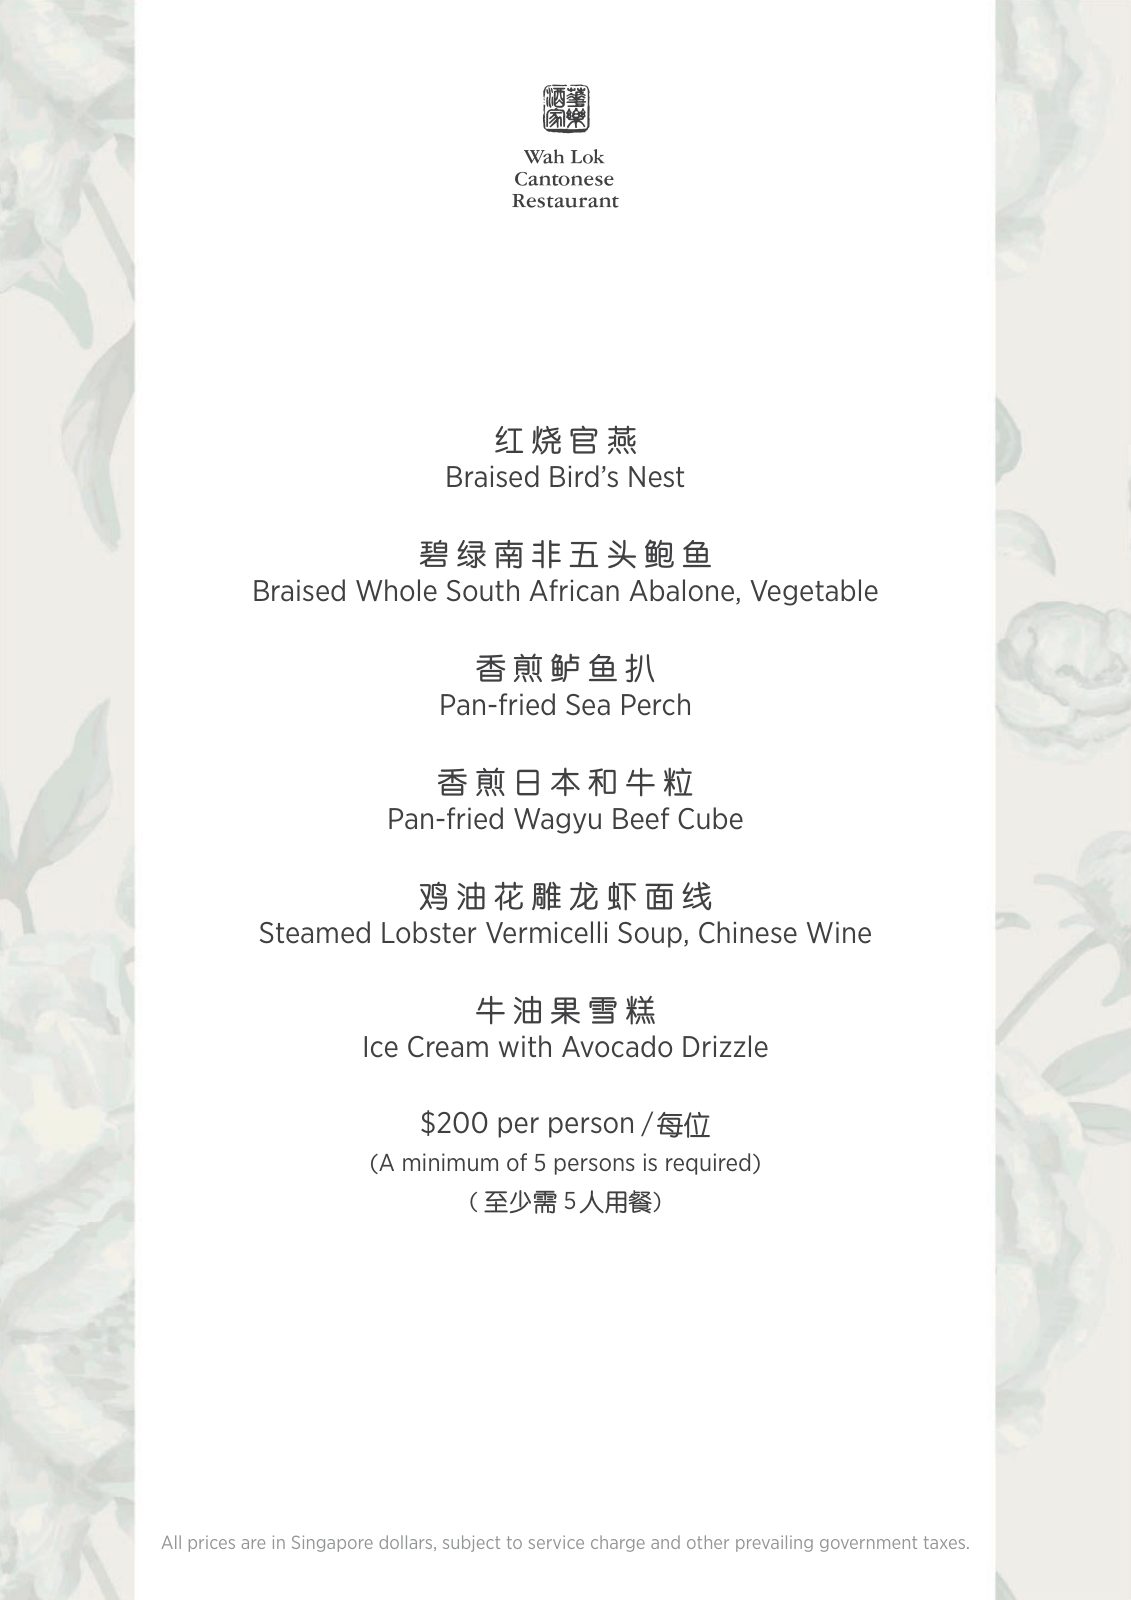 華樂酒家
Wah Lok
Cantonese
Restaurant
红烧官燕
Braised Bird’s Nest
碧绿南非五头鲍鱼
Braised Whole South African Abalone, Vegetable
香煎鲈鱼扒
Pan-fried Sea Perch
香煎日本和牛粒
Pan-fried Wagyu Beef Cube
鸡油花雕龙虾面线
Steamed Lobster Vermicelli Soup, Chinese Wine
牛油果雪糕
Ice Cream with Avocado Drizzle
$200 per person / 每位
(A minimum of 5 persons is required)
( 至少需 5 人用餐)
All prices are in Singapore dollars, subject to service charge and other prevailing government taxes.